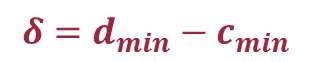 δ = d_min − c_min